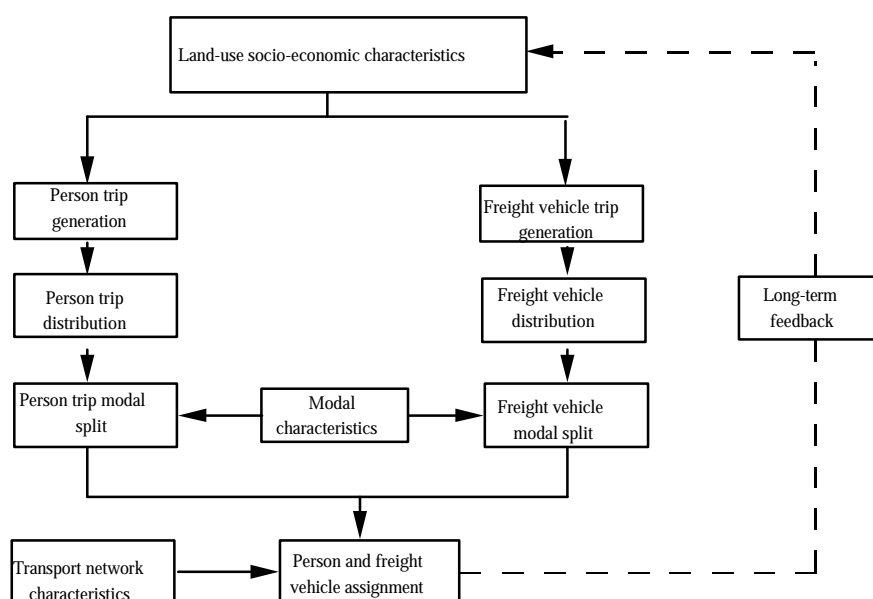 Land-use socio-economic characteristics
Person trip
generation
Freight vehicle trip
generation
Person trip
distribution
Freight vehicle
distribution
Long-term
feedback
Person trip modal
split
Modal
characteristics
Freight vehicle
modal split
Transport network
characteristics
Person and freight
vehicle assignment